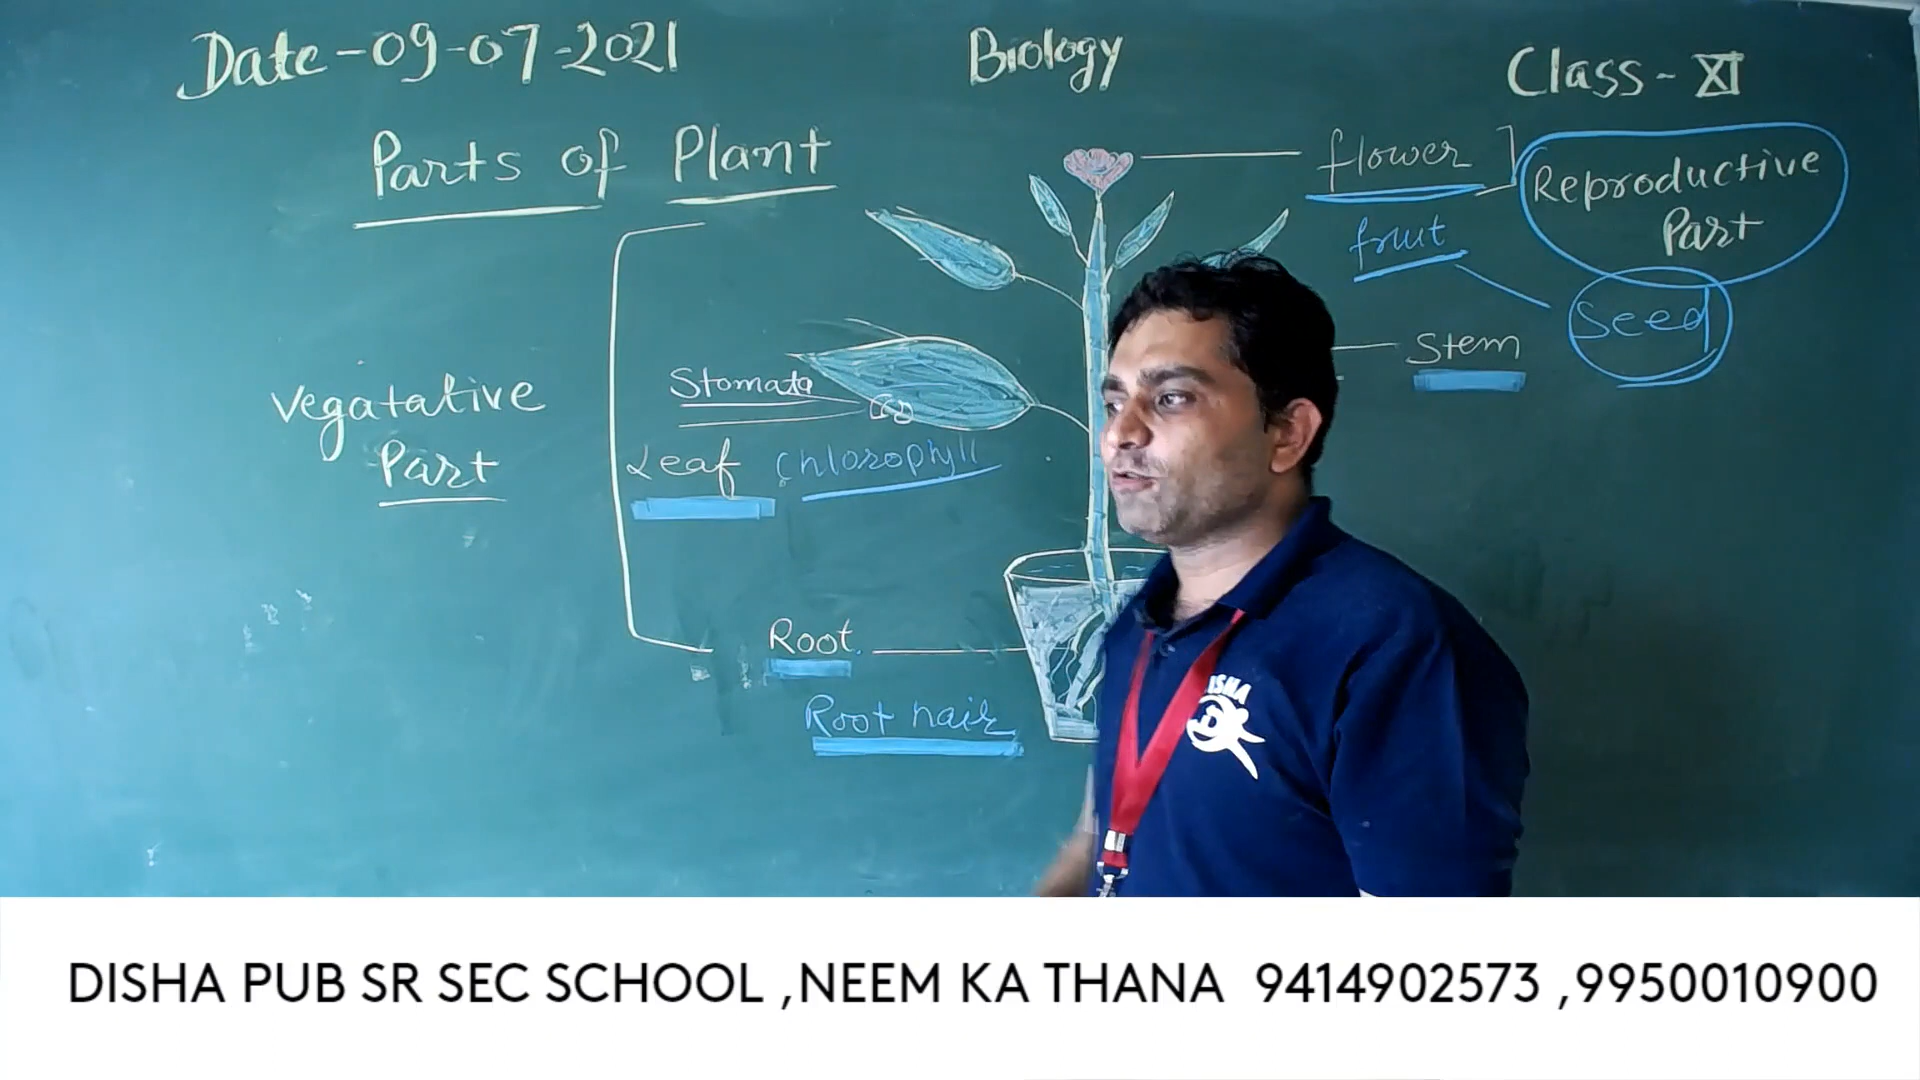 Date-09-07-2021
Biology
Class-XI
Parts of Plant
flower
Reproductive
Part
fruit
Seed
Stem
Stomata
Vegatative
Part
Leaf
Chlorophyll
Root
Root hair
DISHA PUB SR SEC SCHOOL ,NEEM KA THANA 9414902573 ,9950010900